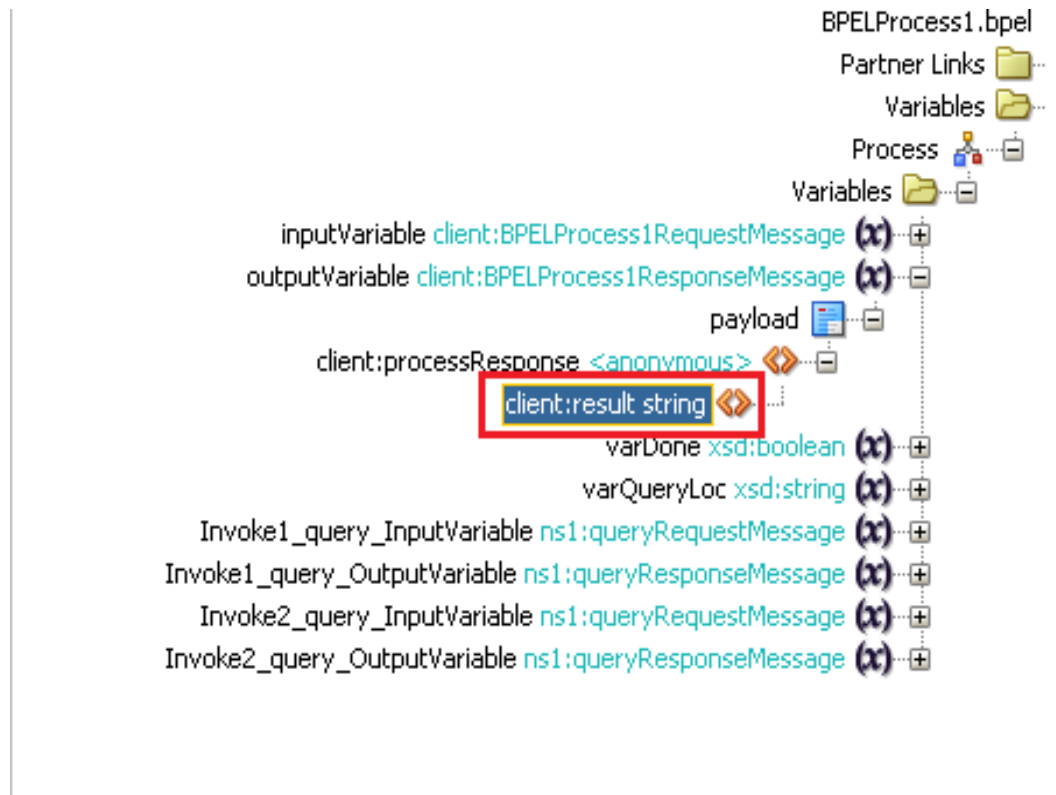 BPELProcess1.bpel
Partner Links
Variables
Process
Variables
inputVariable client:BPELProcess1RequestMessage (x)
outputVariable client:BPELProcess1ResponseMessage (x)
payload
client:processResponse <anonymous>
client:result string
varDone xsd:boolean (x)
varQueryLoc xsd:string (x)
Invoke1_query_InputVariable ns1:queryRequestMessage (x)
Invoke1_query_OutputVariable ns1:queryResponseMessage (x)
Invoke2_query_InputVariable ns1:queryRequestMessage (x)
Invoke2_query_OutputVariable ns1:queryResponseMessage (x)